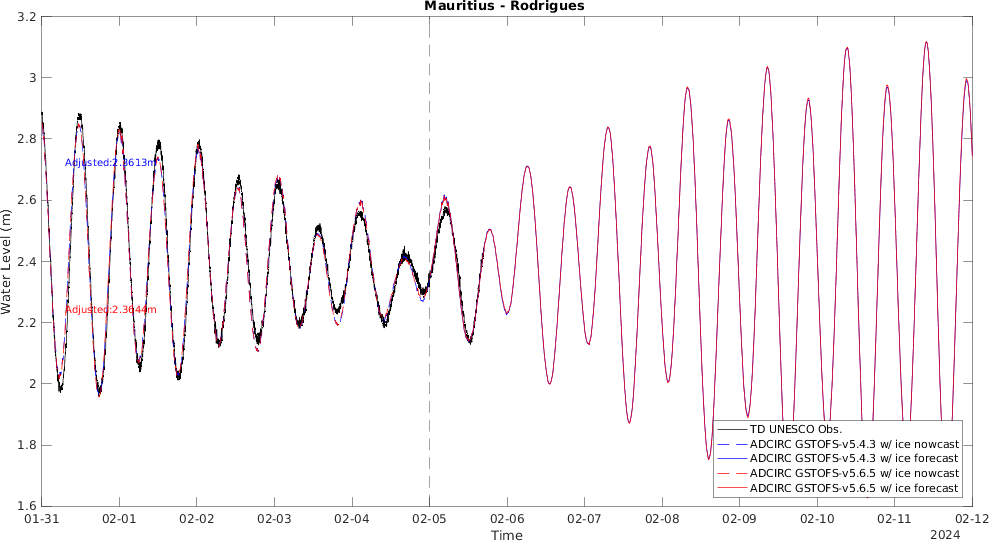 Mauritius - Rodrigues
3.2
3
2.8
2.6
2.4
2.2
2
1.8
1.6
Water Level (m)
Adjusted:2.3613m
Adjusted:2.3644m
TD UNESCO Obs.
ADCIRC GSTOFS-v5.4.3 w/ ice nowcast
ADCIRC GSTOFS-v5.4.3 w/ ice forecast
ADCIRC GSTOFS-v5.6.5 w/ ice nowcast
ADCIRC GSTOFS-v5.6.5 w/ ice forecast
01-31 02-01 02-02 02-03 02-04 02-05 02-06 02-07 02-08 02-09 02-10 02-11 02-12
Time
2024